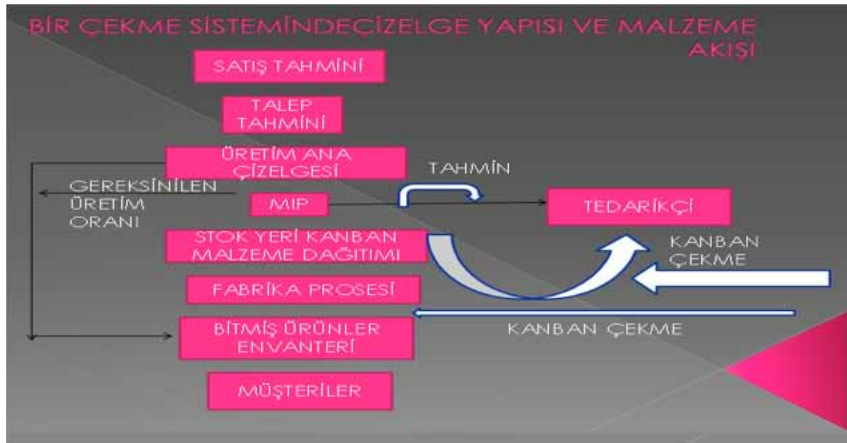 BİR ÇEKME SİSTEMİNDEÇİZELGE YAPISI VE MALZEME
AKIŞI
SATIŞ TAHMİNİ
TALEP
TAHMİNİ
ÜRETİM ANA
ÇİZELGESİ
TAHMİN
GEREKSİNİLEN
ÜRETİM
ORANI
MIP
TEDARİKÇİ
STOK YERİ KANBAN
MALZEME DAĞITIMI
KANBAN
ÇEKME
FABRİKA PROSESİ
BİTMİŞ ÜRÜNLER
ENVANTERİ
KANBAN ÇEKME
MÜŞTERİLER